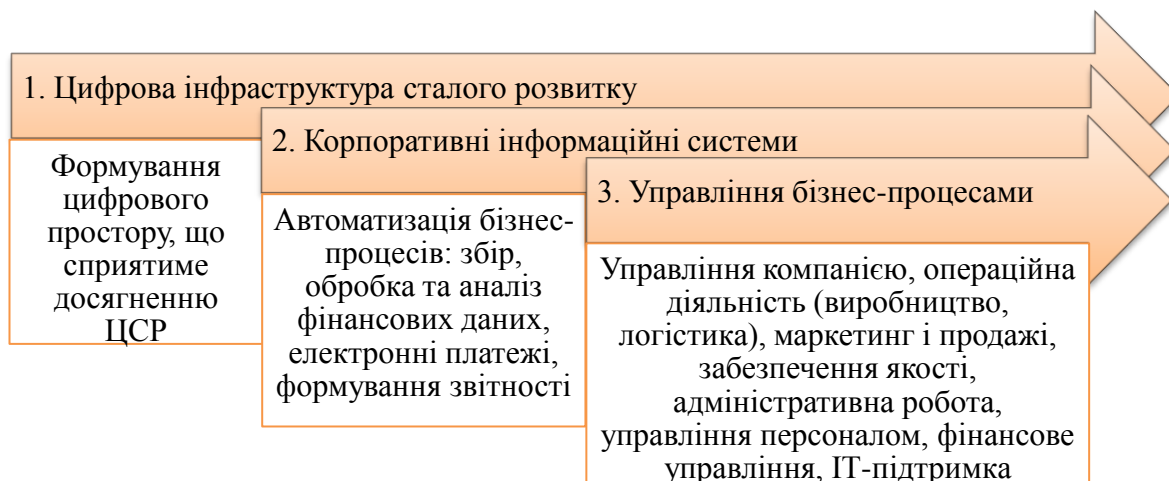 1. Цифрова інфраструктура сталого розвитку
Формування
цифрового
простору, що
сприятиме
досягненню
ЦСР
2. Корпоративні інформаційні системи
Автоматизація бізнес-
процесів: збір,
обробка та аналіз
фінансових даних,
електронні платежі,
формування звітності
3. Управління бізнес-процесами
Управління компанією, операційна
діяльність (виробництво,
логістика), маркетинг і продажі,
забезпечення якості,
адміністративна робота,
управління персоналом, фінансове
управління, ІТ-підтримка